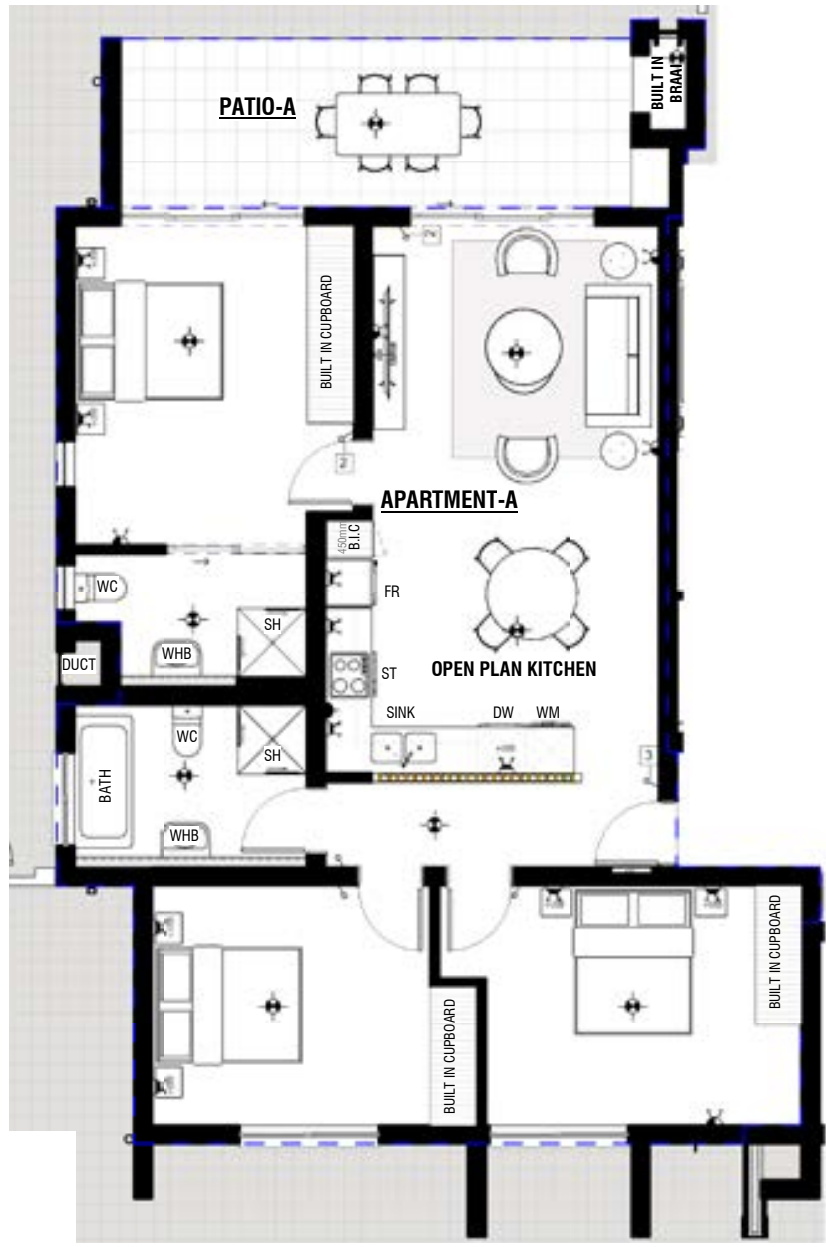 BUILT IN
BRAAI
PATIO-A
2
BUILT IN CUPBOARD
2
APARTMENT-A
450mm
B.I.C
WC
FR
SH
WHB
DUCT
ST
OPEN PLAN KITCHEN
SINK
DW
WM
WC
SH
BATH
3
WHB
BUILT IN CUPBOARD
BUILT IN CUPBOARD